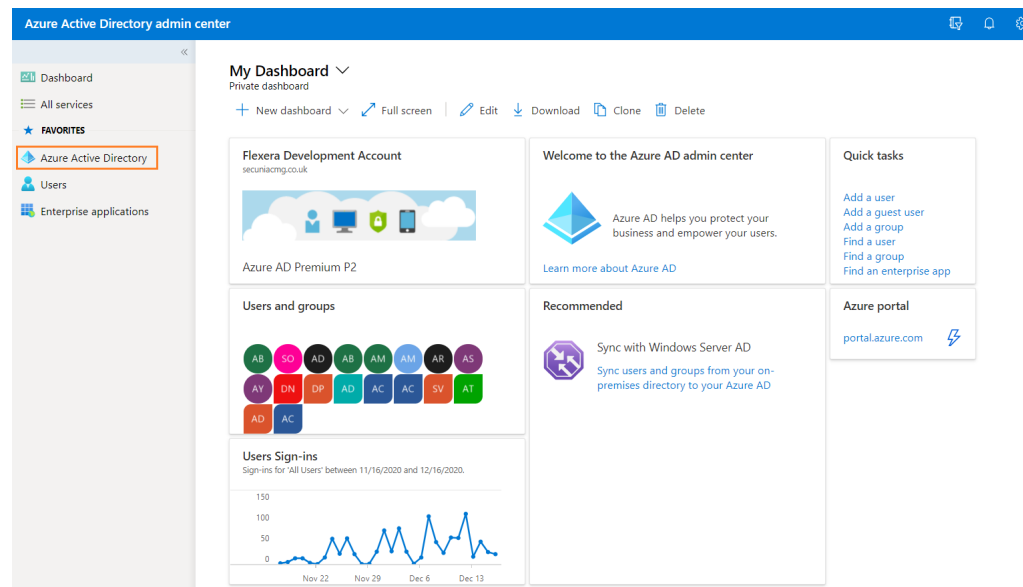 Azure Active Directory admin center
«
Dashboard
All services
FAVORITES
Azure Active Directory
Users
Enterprise applications
My Dashboard
Private dashboard
New dashboard
Full screen
Edit
Download
Clone
Delete
Flexera Development Account
secuniacmg.co.uk
Azure AD Premium P2
Welcome to the Azure AD admin center
Azure AD helps you protect your
business and empower your users.
Learn more about Azure AD
Quick tasks
Add a user
Add a guest user
Add a group
Find a user
Find a group
Find an enterprise app
Users and groups
AB SO AD AB AM AM AR AS
AY DN DP AD AC AC SV AT
AD AC
Recommended
Sync with Windows Server AD
Sync users and groups from your on-
premises directory to your Azure AD
Azure portal
portal.azure.com
Users Sign-ins
Sign-ins for 'All Users' between 11/16/2020 and 12/16/2020.
150
100
50
0
Nov 22 Nov 29 Dec 6 Dec 13